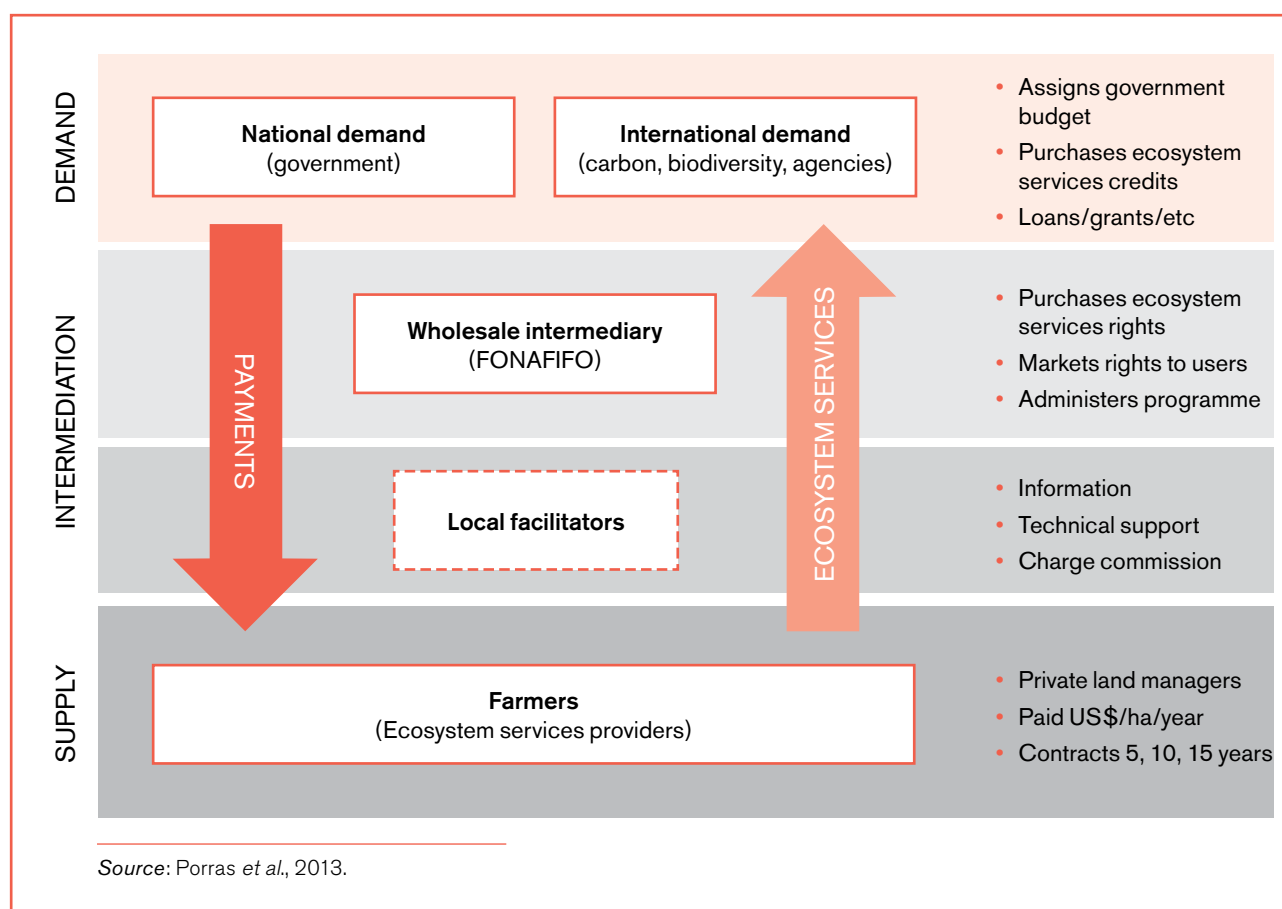 DEMAND
National demand
(government)
International demand
(carbon, biodiversity, agencies)
• Assigns government
budget
• Purchases ecosystem
services credits
• Loans/grants/etc
INTERMEDIATION
PAYMENTS
Wholesale intermediary
(FONAFIFO)
ECOSYSTEM SERVICES
• Purchases ecosystem
services rights
• Markets rights to users
• Administers programme
Local facilitators
• Information
• Technical support
• Charge commission
SUPPLY
Farmers
(Ecosystem services providers)
• Private land managers
• Paid US$/ha/year
• Contracts 5, 10, 15 years
Source: Porras et al., 2013.